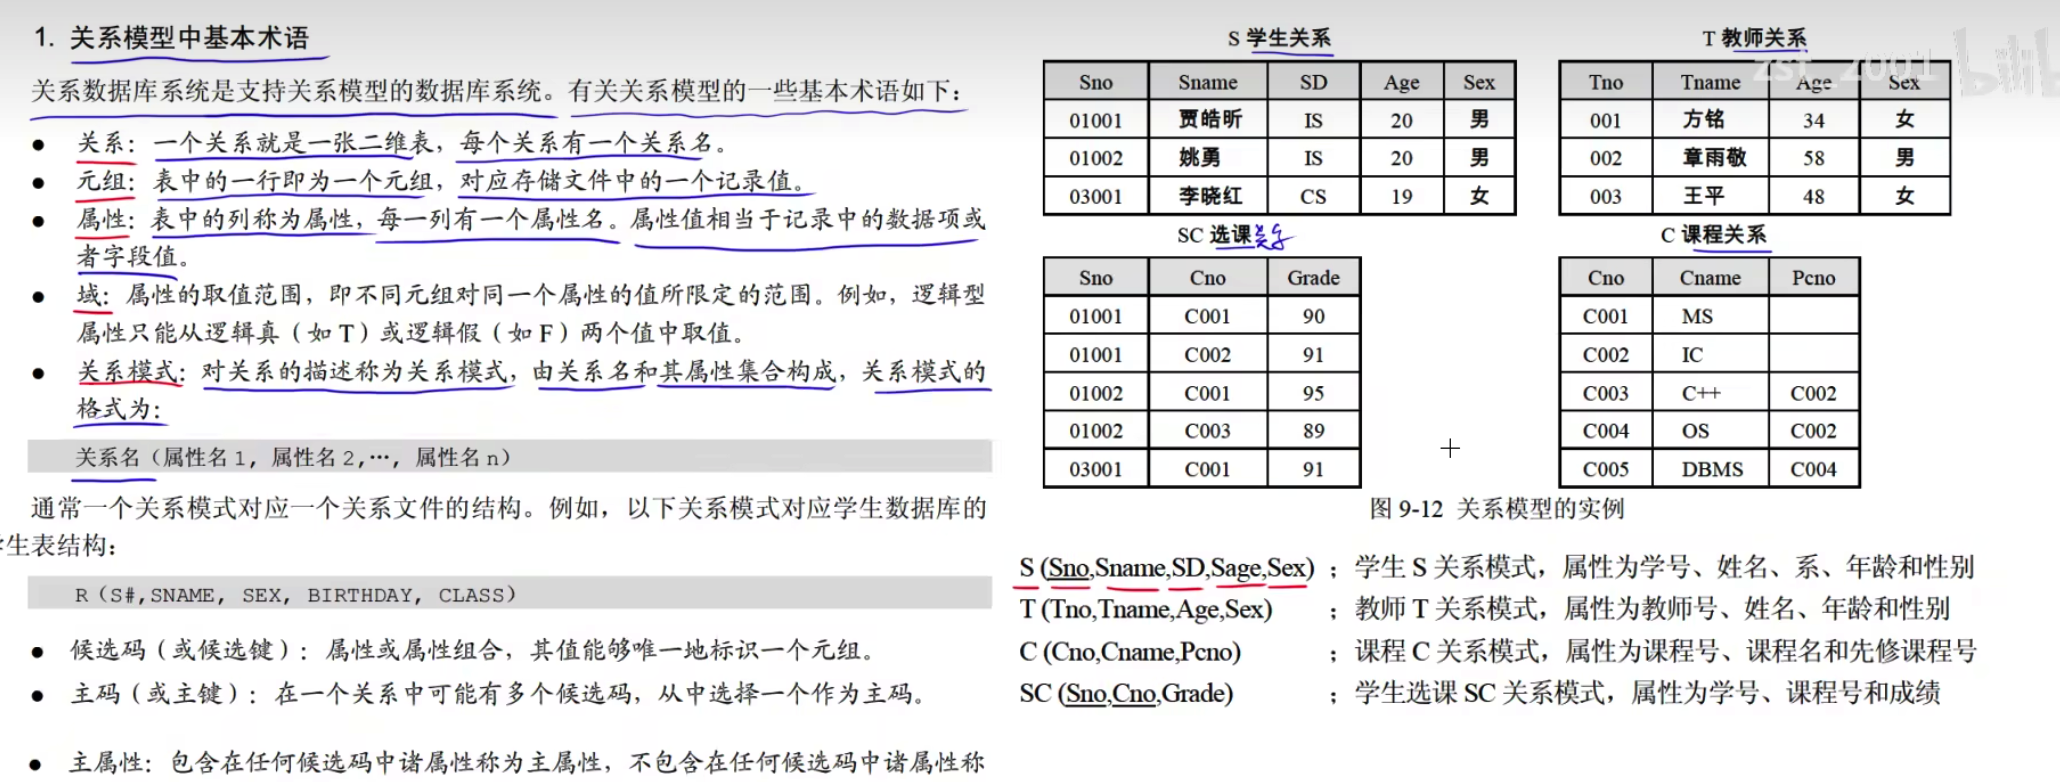 1. 关系模型中基本术语
关系数据库系统是支持关系模型的数据库系统。有关关系模型的一些基本术语如下：
● 关系：一个关系就是一张二维表，每个关系有一个关系名。
● 元组：表中的一行即为一个元组，对应存储文件中的一个记录值。
● 属性：表中的列称为属性，每一列有一个属性名。属性值相当于记录中的数据项或
者字段值。
● 域：属性的取值范围，即不同元组对同一个属性的值所限定的范围。例如，逻辑型
属性只能从逻辑真（如 T）或逻辑假（如 F）两个值中取值。
● 关系模式：对关系的描述称为关系模式，由关系名和其属性集合构成，关系模式的
格式为：
关系名（属性名 1，属性名 2,…，属性名 n）
通常一个关系模式对应一个关系文件的结构。例如，以下关系模式对应学生数据库的
学生表结构：
R（S#,SNAME, SEX, BIRTHDAY, CLASS）
● 候选码（或候选键）：属性或属性组合，其值能够唯一地标识一个元组。
● 主码（或主键）：在一个关系中可能有多个候选码，从中选择一个作为主码。
● 主属性：包含在任何候选码中诸属性称为主属性，不包含在任何候选码中诸属性称
S 学生关系
Sno Sname SD Age Sex
01001 贾皓昕 IS 20 男
01002 姚勇 IS 20 男
03001 李晓红 CS 19 女
T 教师关系
Tno Tname Age Sex
001 方铭 34 女
002 章雨敬 58 男
003 王平 48 女
SC 选课关系
Sno Cno Grade
01001 C001 90
01001 C002 91
01002 C001 95
01002 C003 89
03001 C001 91
C 课程关系
Cno Cname Pcno
C001 MS
C002 IC
C003 C++ C002
C004 OS C002
C005 DBMS C004
图 9-12 关系模型的实例
S (Sno,Sname,SD,Sage,Sex) ；学生 S 关系模式，属性为学号、姓名、系、年龄和性别
T (Tno,Tname,Age,Sex) ；教师 T 关系模式，属性为教师号、姓名、年龄和性别
C (Cno,Cname,Pcno) ；课程 C 关系模式，属性为课程号、课程名和先修课程号
SC (Sno,Cno,Grade) ；学生选课 SC 关系模式，属性为学号、课程号和成绩
zst_2001